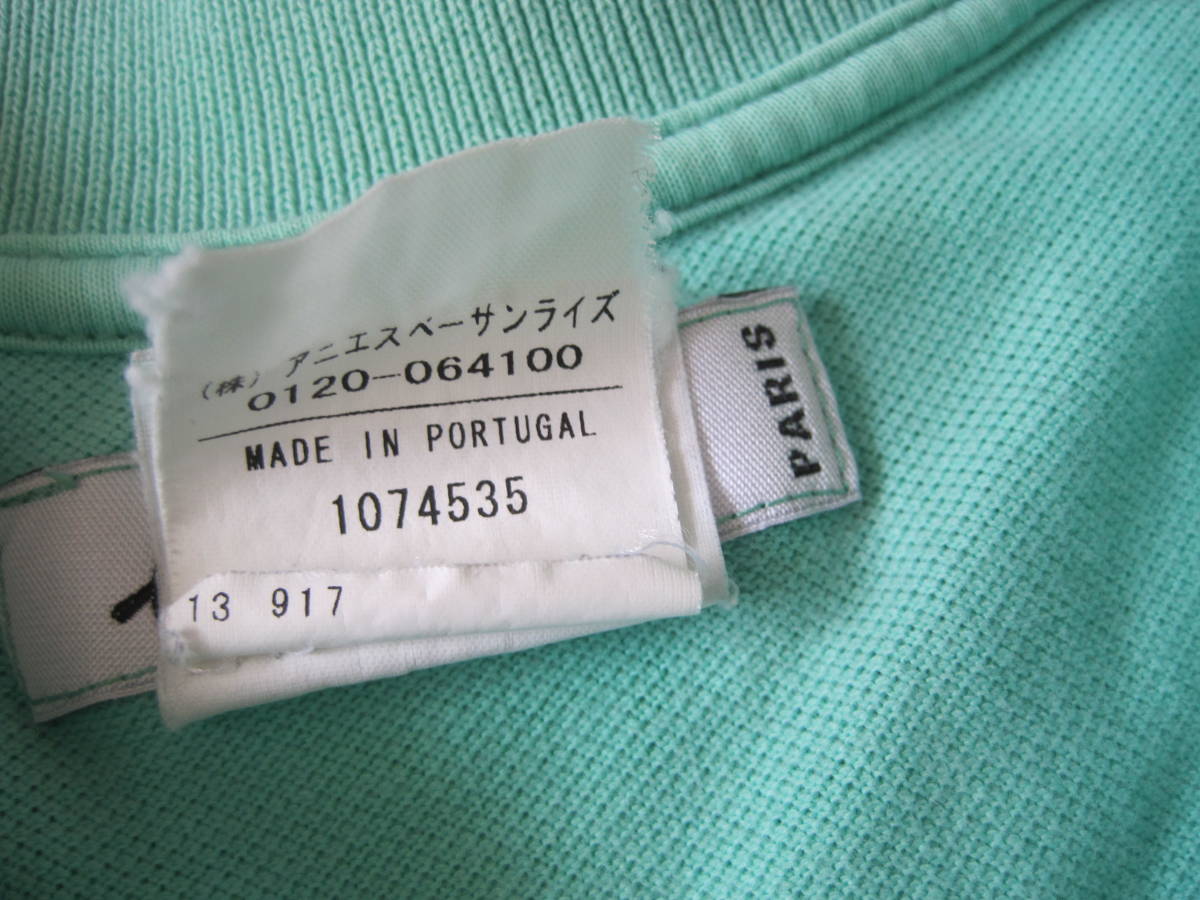 (株) アニエスベーサンライズ
0120-064100
MADE IN PORTUGAL
1074535
13 917
PARIS